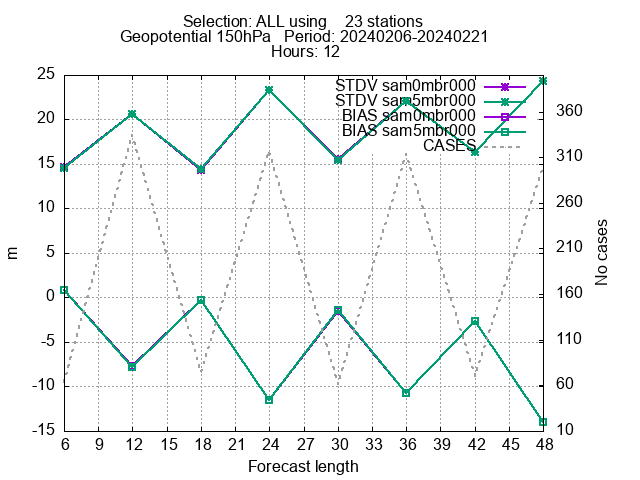 Selection: ALL using    23 stations
Geopotential 150hPa   Period: 20240206-20240221
Hours: 12
STDV sam0mbr000
STDV sam5mbr000
BIAS sam0mbr000
BIAS sam5mbr000
CASES
25
20
15
10
5
0
-5
-10
-15
m
360
310
260
210
160
110
60
10
No cases
6 9 12 15 18 21 24 27 30 33 36 39 42 45 48
Forecast length